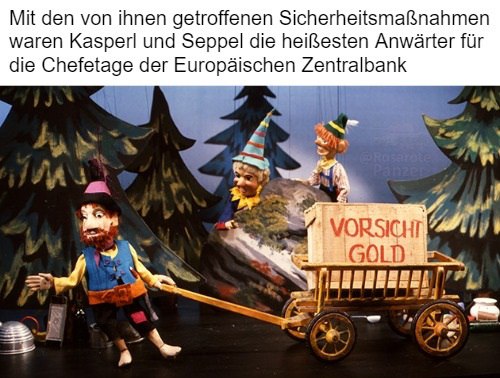 Mit den von ihnen getroffenen Sicherheitsmaßnahmen
waren Kasperl und Seppel die heißesten Anwärter für
die Chefetage der Europäischen Zentralbank
VORSICHT
GOLD